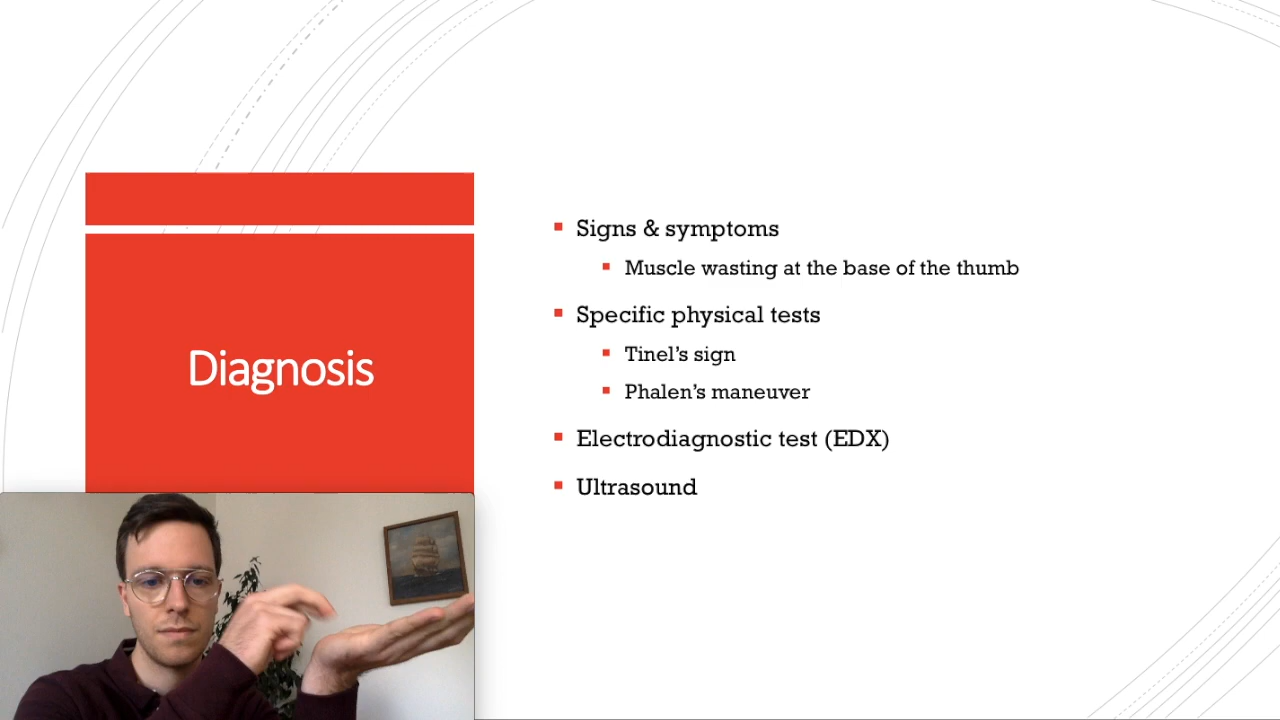 Diagnosis
Signs & symptoms
Muscle wasting at the base of the thumb
Specific physical tests
Tinel's sign
Phalen's maneuver
Electrodiagnostic test (EDX)
Ultrasound